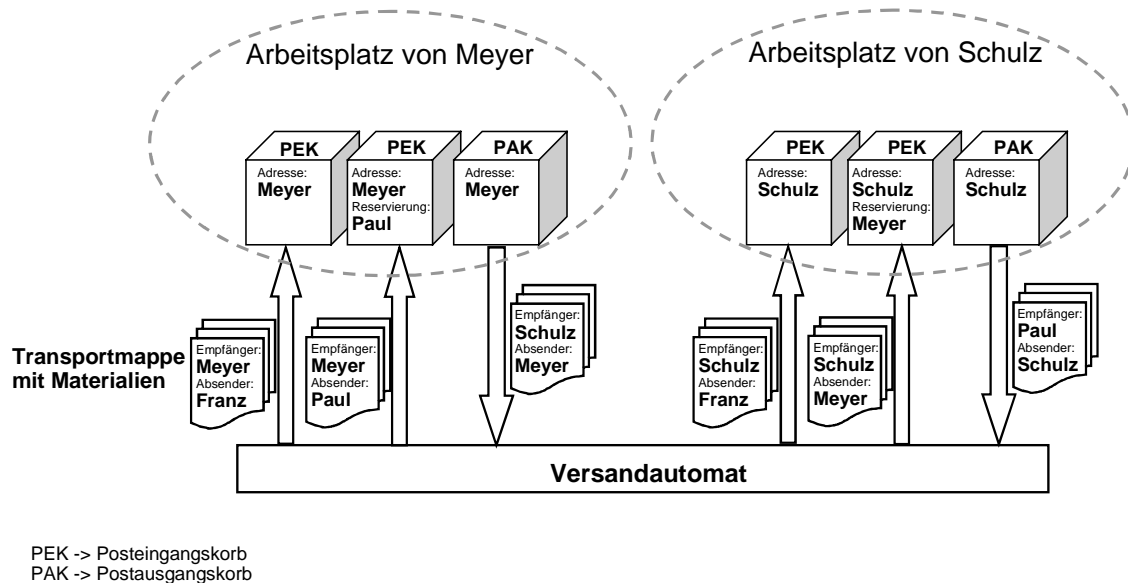 Arbeitsplatz von Meyer
Arbeitsplatz von Schulz
PEK
Adresse:
Meyer
PEK
Adresse:
Meyer
Reservierung:
Paul
PAK
Adresse:
Meyer
PEK
Adresse:
Schulz
PEK
Adresse:
Schulz
Reservierung:
Meyer
PAK
Adresse:
Schulz
Transportmappe
mit Materialien
Empfänger:
Meyer
Absender:
Franz
Empfänger:
Meyer
Absender:
Paul
Empfänger:
Schulz
Absender:
Meyer
Empfänger:
Schulz
Absender:
Franz
Empfänger:
Schulz
Absender:
Meyer
Empfänger:
Paul
Absender:
Schulz
Versandautomat
PEK -> Posteingangskorb
PAK -> Postausgangskorb